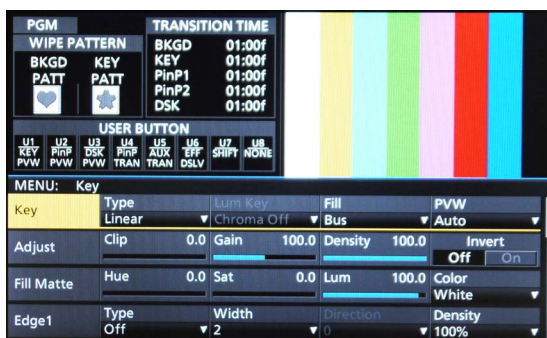 PGM
WIPE PATTERN
BKGD KEY
PATT PATT
TRANSITION TIME
BKGD 01:00f
KEY 01:00f
PinP1 01:00f
PinP2 01:00f
DSK 01:00f
USER BUTTON
U1 U2 U3 U4 U5 U6 U7 U8
KEY PinP DSK PinP AUX EFF SHIFT NONE
PVW PVW PVW TRAN TRAN DSLV
MENU: Key
Key
Type Lum Key Fill PVW
Linear Chroma Off Bus Auto
Adjust
Clip 0.0 Gain 100.0 Density 100.0 Invert
Off On
Fill Matte
Hue 0.0 Sat 0.0 Lum 100.0 Color
White
Edge1
Type Width Direction Density
Off 2 0 100%